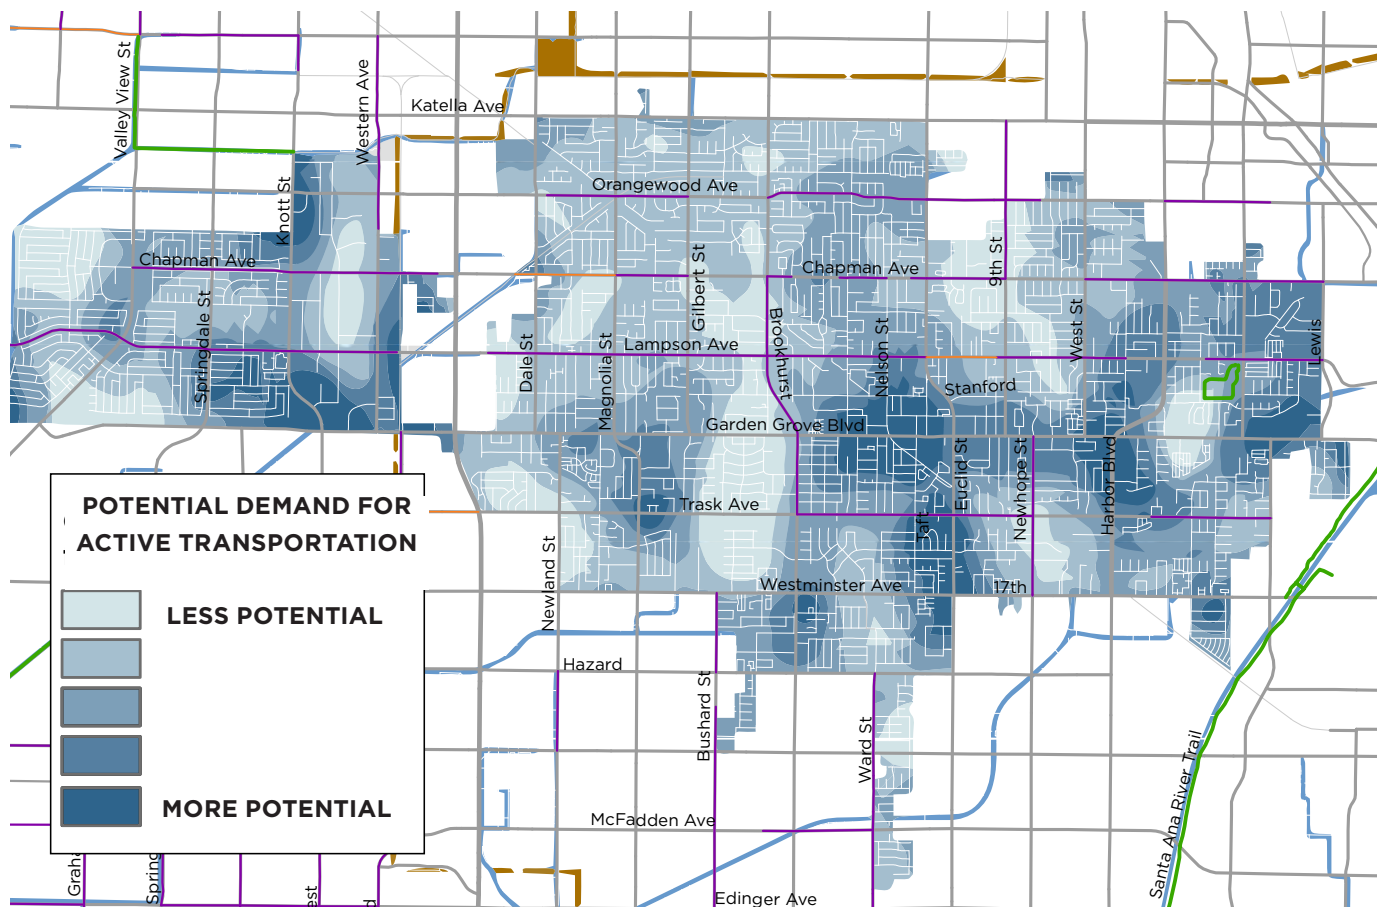 Valley View St
Western Ave
Katella Ave
Knott St
Orangewood Ave
Chapman Ave
Springdale St
Gilbert St
Chapman Ave
9th St
Brookhurst
Dale St
Magnolia St
Lampson Ave
Nelson St
West St
Lewis
Stanford
Garden Grove Blvd
Euclid St
Newhope St
Harbor Blvd
Trask Ave
Taft
Newland St
Westminster Ave
17th
POTENTIAL DEMAND FOR
ACTIVE TRANSPORTATION
LESS POTENTIAL
MORE POTENTIAL
Hazard
Bushard St
Ward St
Santa Ana River Trail
McFadden Ave
Edinger Ave
Grah
Spring
est
d